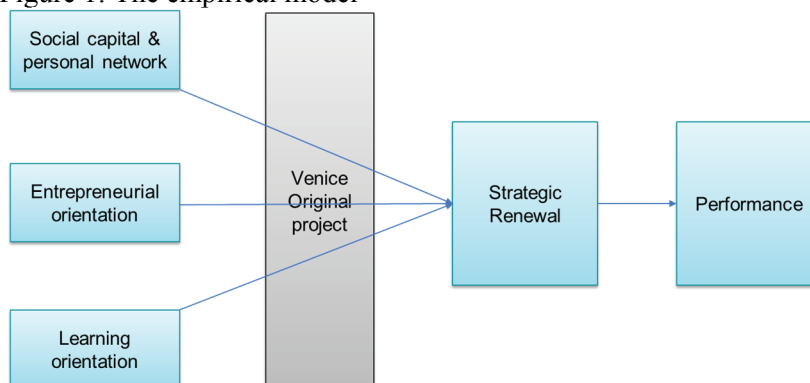 Figure 1: The empirical model
Social capital &
personal network
Entrepreneurial
orientation
Learning
orientation
Venice
Original
project
Strategic
Renewal
Performance